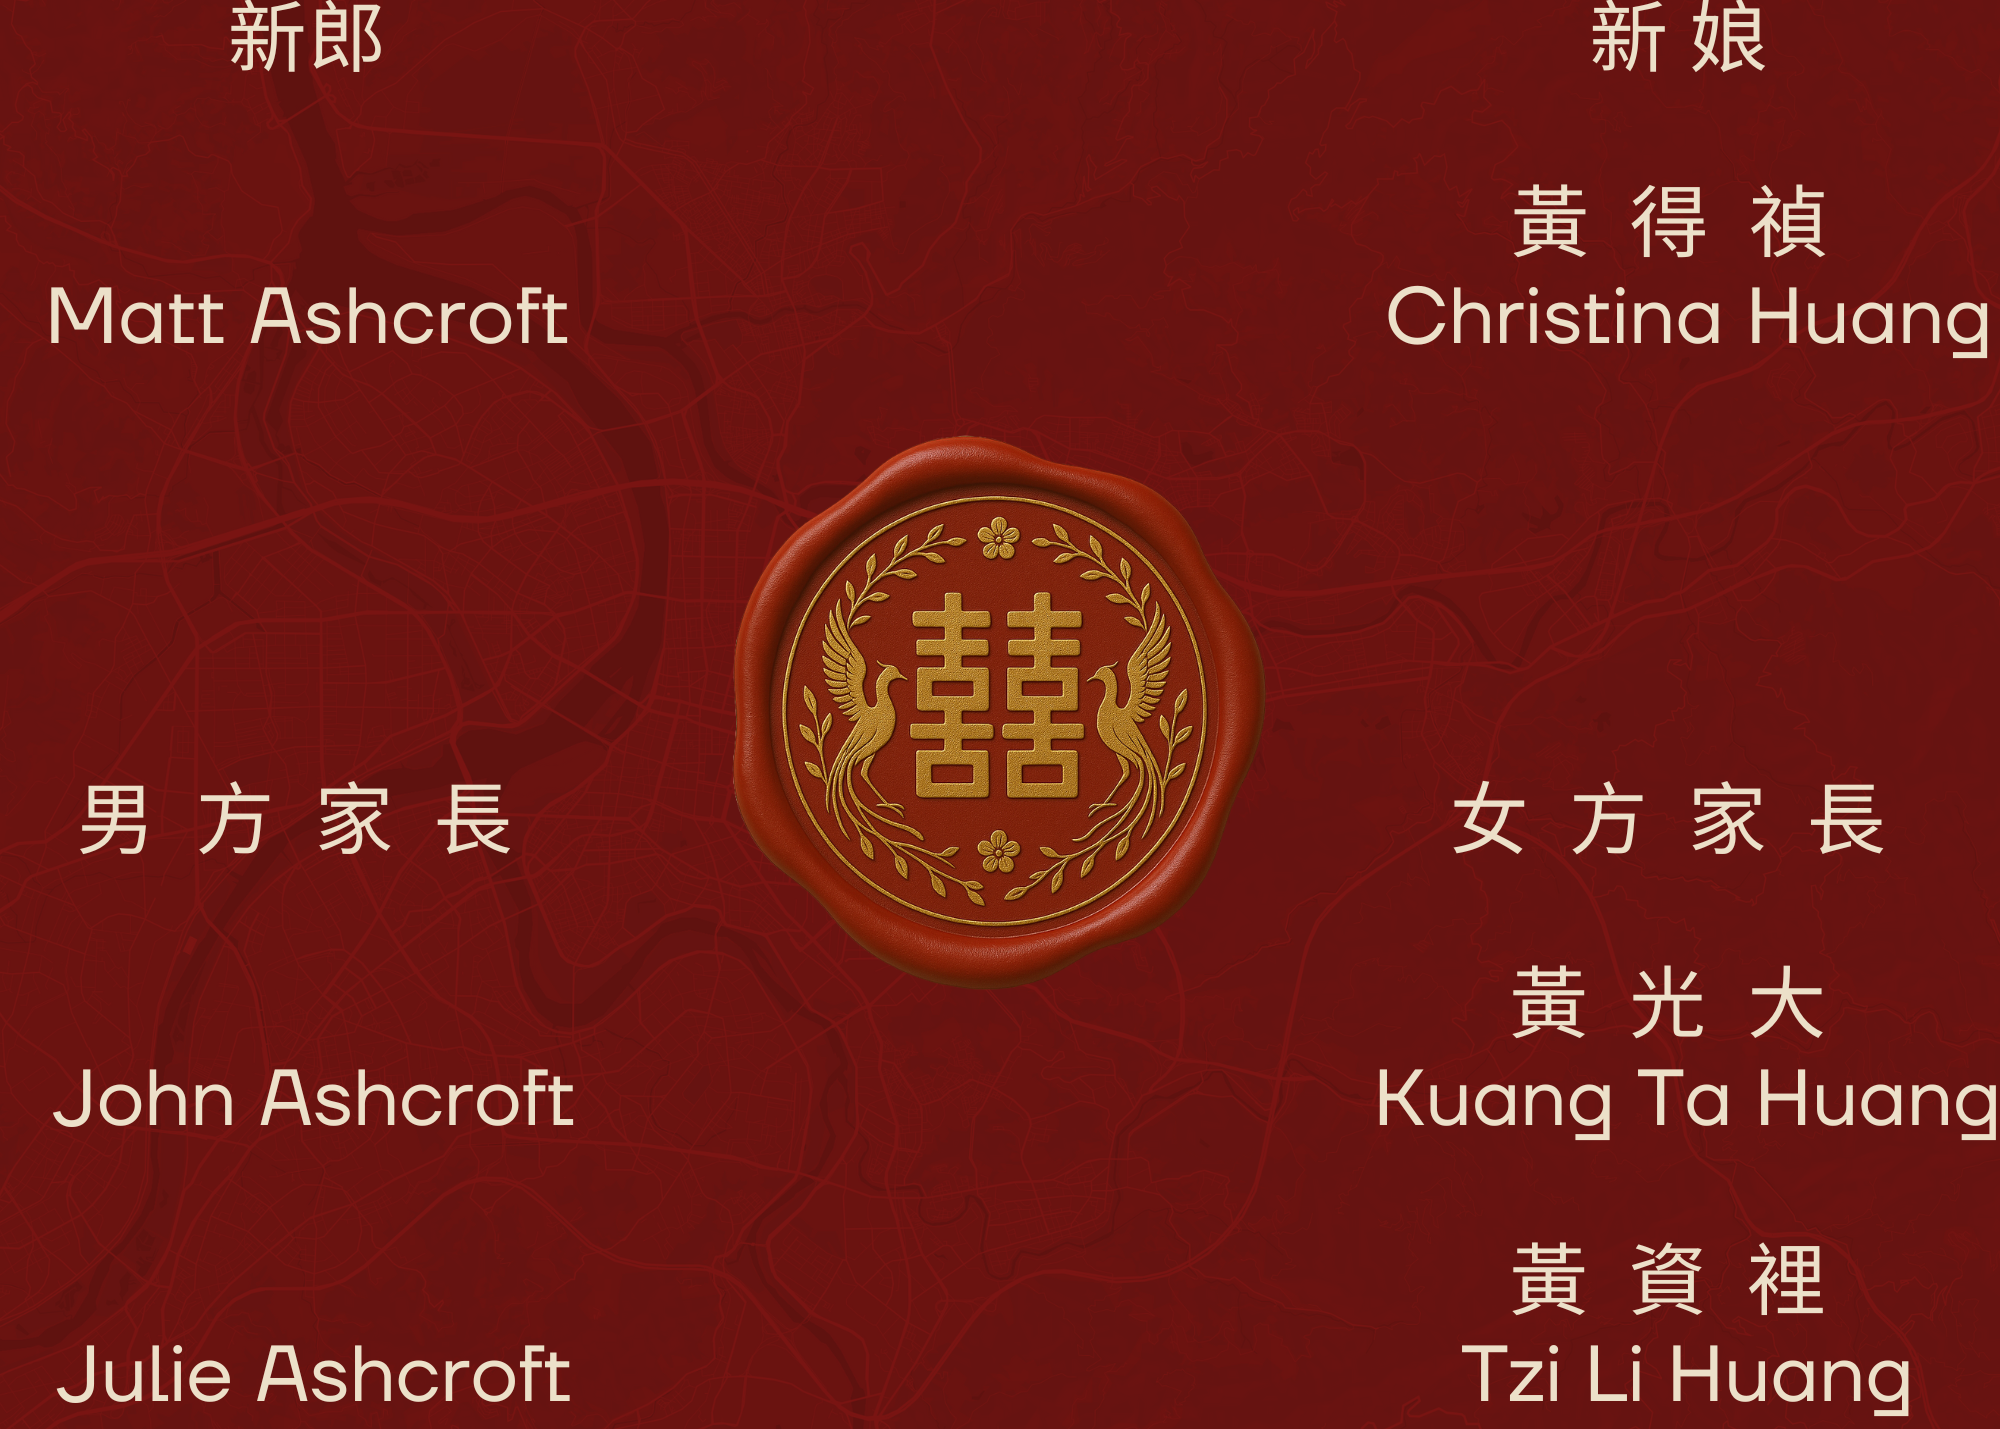 新郎
新娘
黃得禎
Matt Ashcroft
Christina Huang
囍
男方家長
女方家長
黃光大
John Ashcroft
Kuang Ta Huang
黃資裡
Julie Ashcroft
Tzi Li Huang